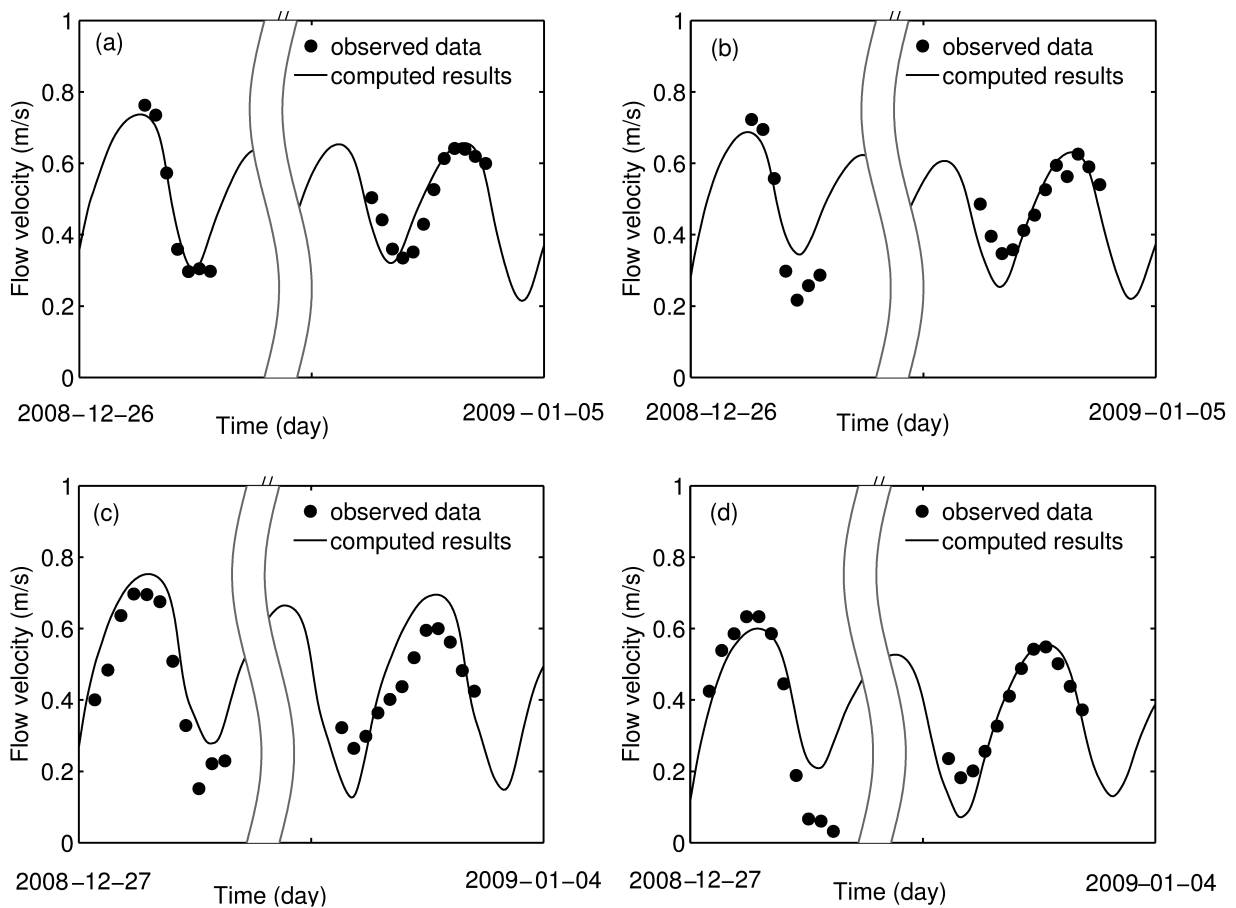 (a)
observed data
computed results
1
0.8
0.6
0.4
0.2
0
Flow velocity (m/s)
2008−12−26
Time (day)
2009−01−05
(b)
observed data
computed results
1
0.8
0.6
0.4
0.2
0
Flow velocity (m/s)
2008−12−26
Time (day)
2009−01−05
(c)
observed data
computed results
1
0.8
0.6
0.4
0.2
0
Flow velocity (m/s)
2008−12−27
Time (day)
2009−01−04
(d)
observed data
computed results
1
0.8
0.6
0.4
0.2
0
Flow velocity (m/s)
2008−12−27
Time (day)
2009−01−04